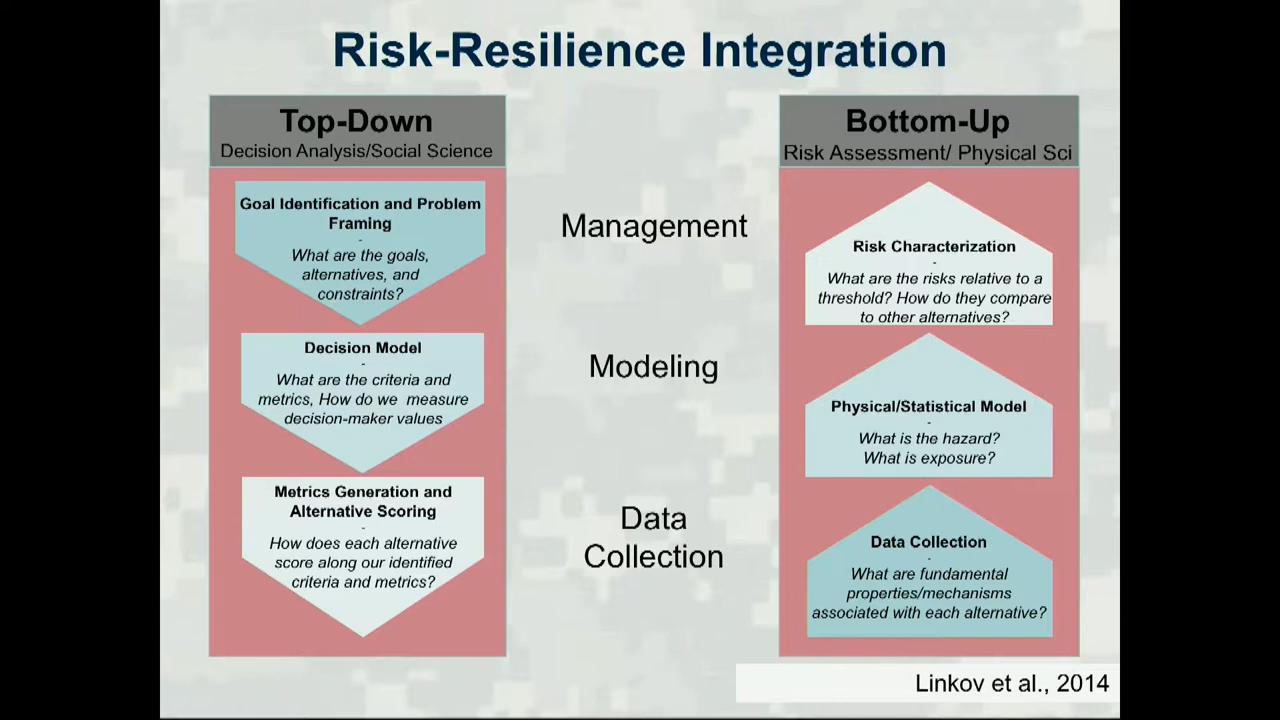 Risk-Resilience Integration
Top-Down
Decision Analysis/Social Science
Goal Identification and Problem
Framing
-
What are the goals,
alternatives, and
constraints?
Decision Model
-
What are the criteria and
metrics, How do we measure
decision-maker values
Metrics Generation and
Alternative Scoring
-
How does each alternative
score along our identified
criteria and metrics?
Management
Modeling
Data
Collection
Bottom-Up
Risk Assessment/ Physical Sci
Risk Characterization
-
What are the risks relative to a
threshold? How do they compare
to other alternatives?
Physical/Statistical Model
-
What is the hazard?
What is exposure?
Data Collection
-
What are fundamental
properties/mechanisms
associated with each alternative?
Linkov et al., 2014